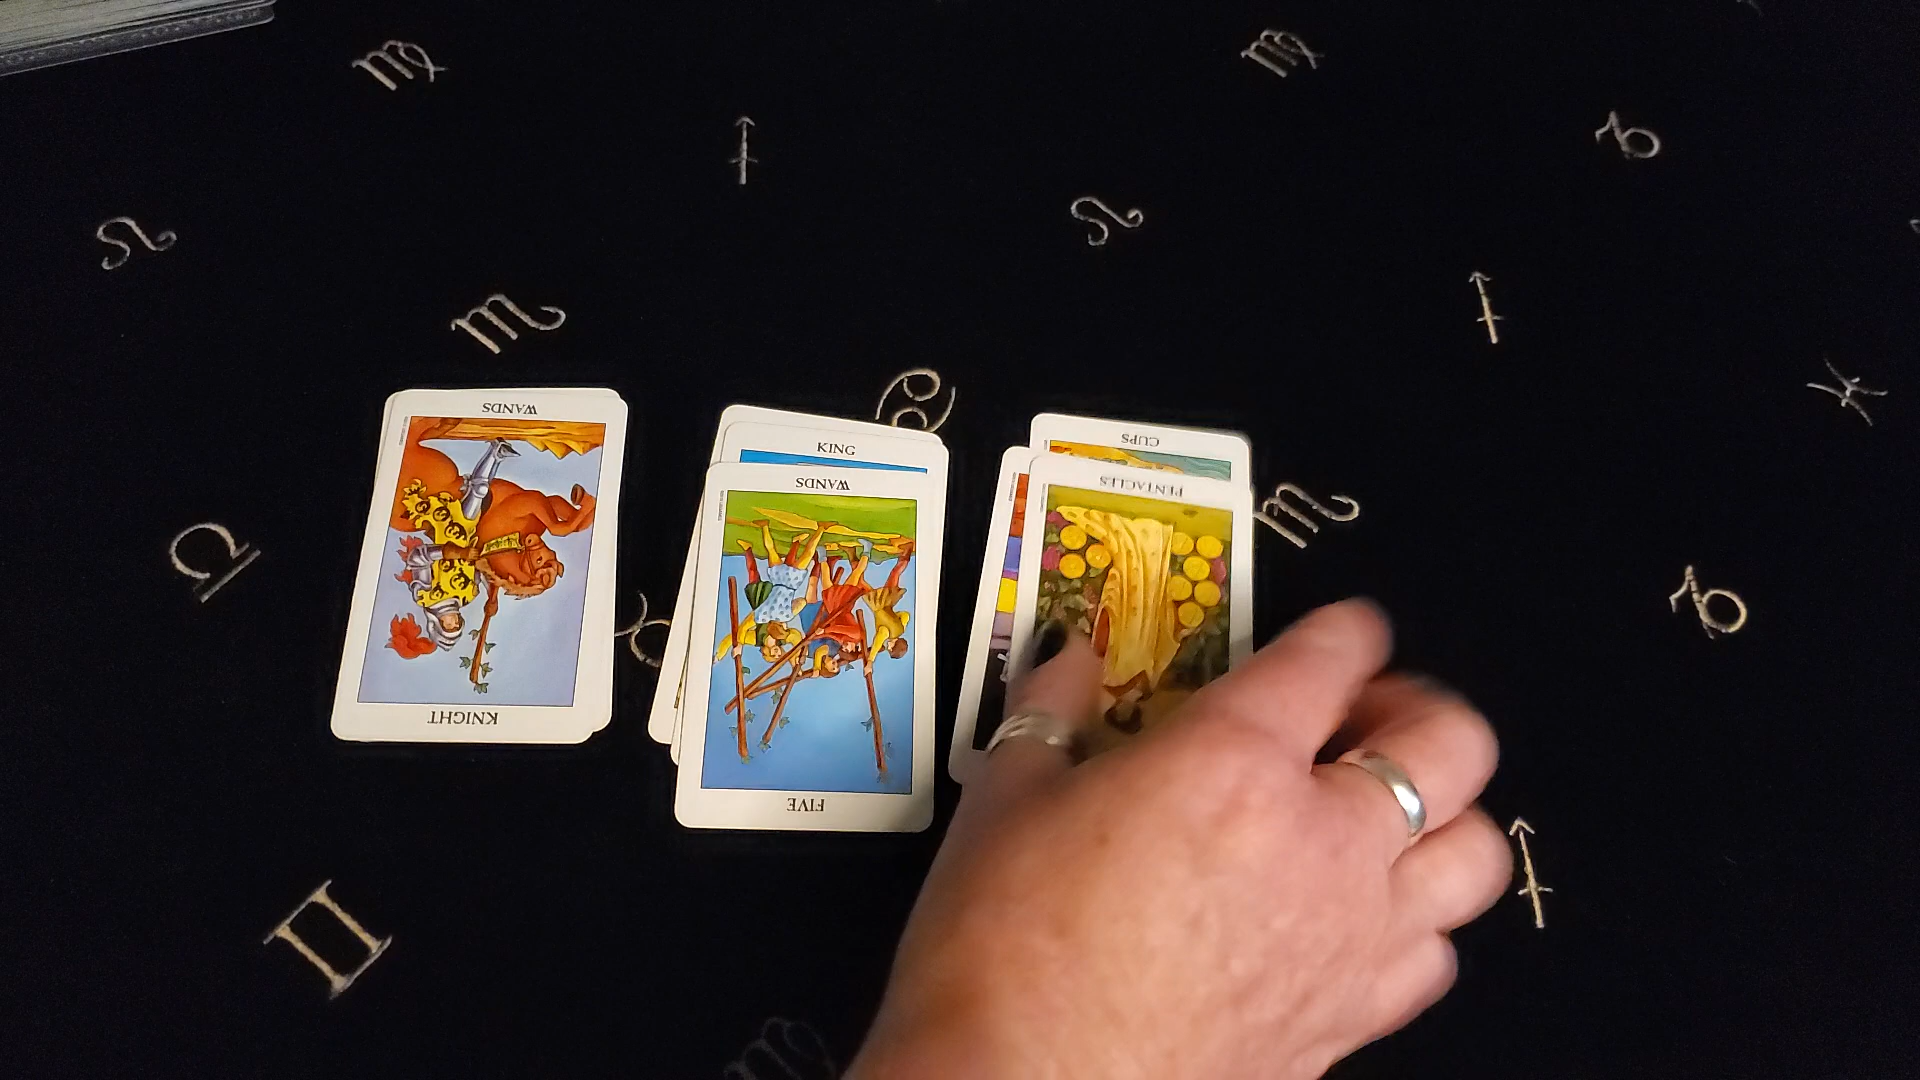 WANDS
KNIGHT
KING
WANDS
FIVE
CUPS
PENTACLES